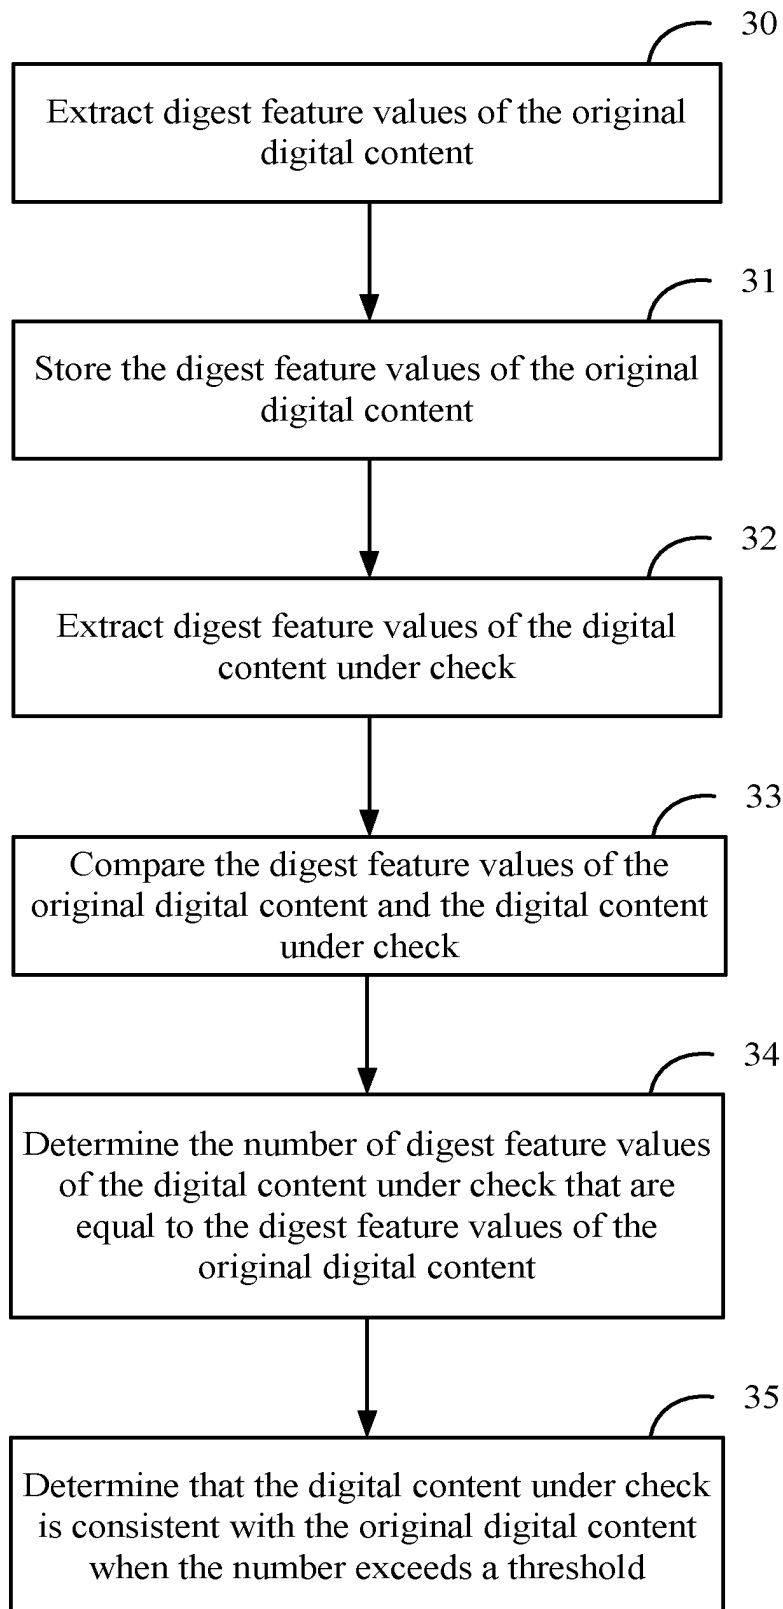 30
Extract digest feature values of the original
digital content
31
Store the digest feature values of the original
digital content
32
Extract digest feature values of the digital
content under check
33
Compare the digest feature values of the
original digital content and the digital content
under check
34
Determine the number of digest feature values
of the digital content under check that are
equal to the digest feature values of the
original digital content
35
Determine that the digital content under check
is consistent with the original digital content
when the number exceeds a threshold